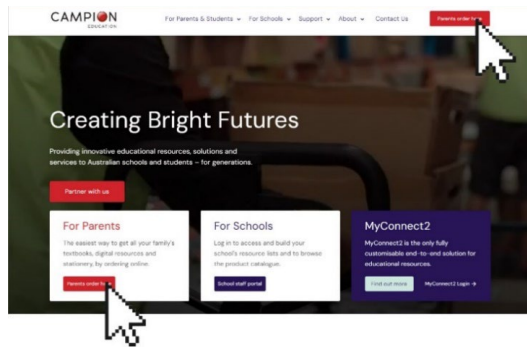 CAMPION
EDUCATION
For Parents & Students
For Schools
Support
About
Contact Us
Parents order
Creating Bright Futures
Providing innovative educational resources, solutions and
services to Australian schools and students – for generations.
Partner with us
For Parents
The easiest way to get all your family's
textbooks, digital resources and
stationery, by ordering online.
Parents order
For Schools
Log in to access and build your
school's resource lists and to browse
the product catalogue.
School staff portal
MyConnect2
MyConnect2 is the only fully
customisable end-to-end solution for
educational resources.
Find out more
MyConnect2 Login →